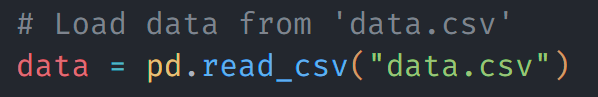 # Load data from 'data.csv'
data = pd.read_csv("data.csv")